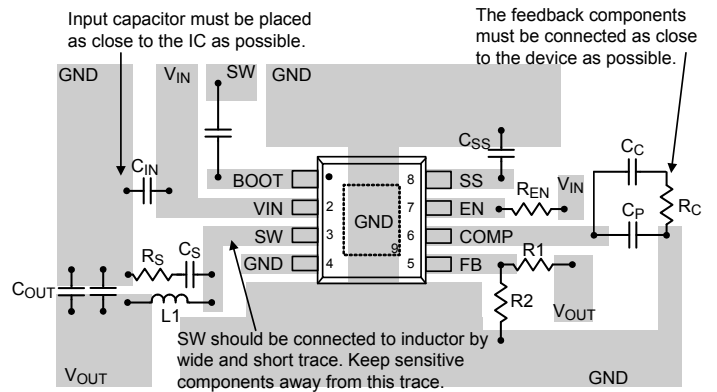 Input capacitor must be placed
as close to the IC as possible.
The feedback components
must be connected as close
to the device as possible.
GND
VIN
SW
GND
CIN
CSS
CC
BOOT
8
SS
REN
VIN
RC
VIN
2
7
EN
CP
GND
SW
3
6
COMP
GND
4
9
5
FB
R1
RS
CS
COUT
L1
R2
VOUT
SW should be connected to inductor by
wide and short trace. Keep sensitive
components away from this trace.
VOUT
GND